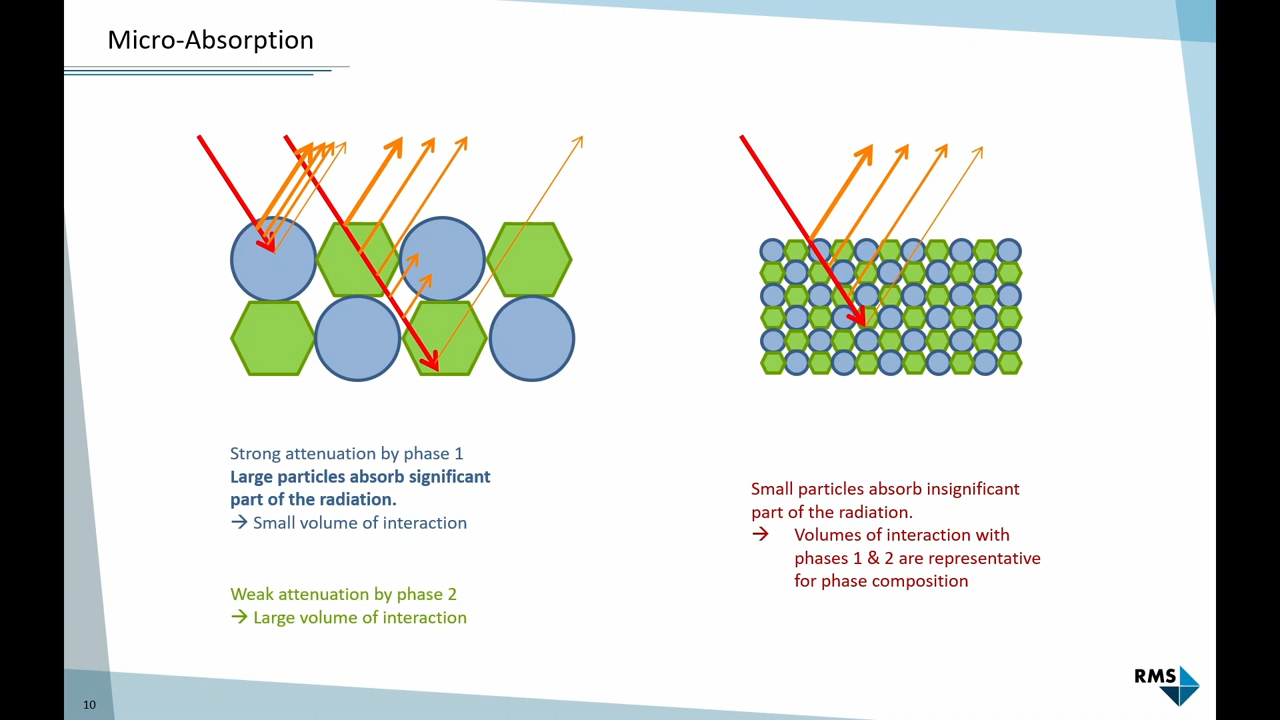 Micro-Absorption
Strong attenuation by phase 1
Large particles absorb significant
part of the radiation.
→ Small volume of interaction
Weak attenuation by phase 2
→ Large volume of interaction
Small particles absorb insignificant
part of the radiation.
→ Volumes of interaction with
phases 1 & 2 are representative
for phase composition
RMS
10